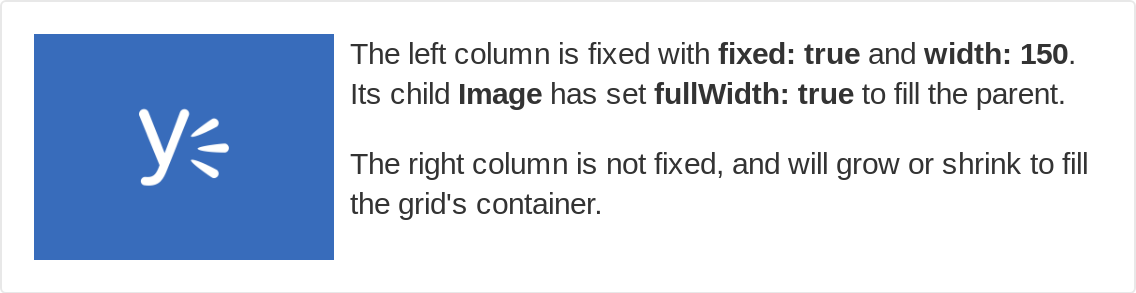 y
The left column is fixed with fixed: true and width: 150.
Its child Image has set fullWidth: true to fill the parent.
The right column is not fixed, and will grow or shrink to fill
the grid's container.